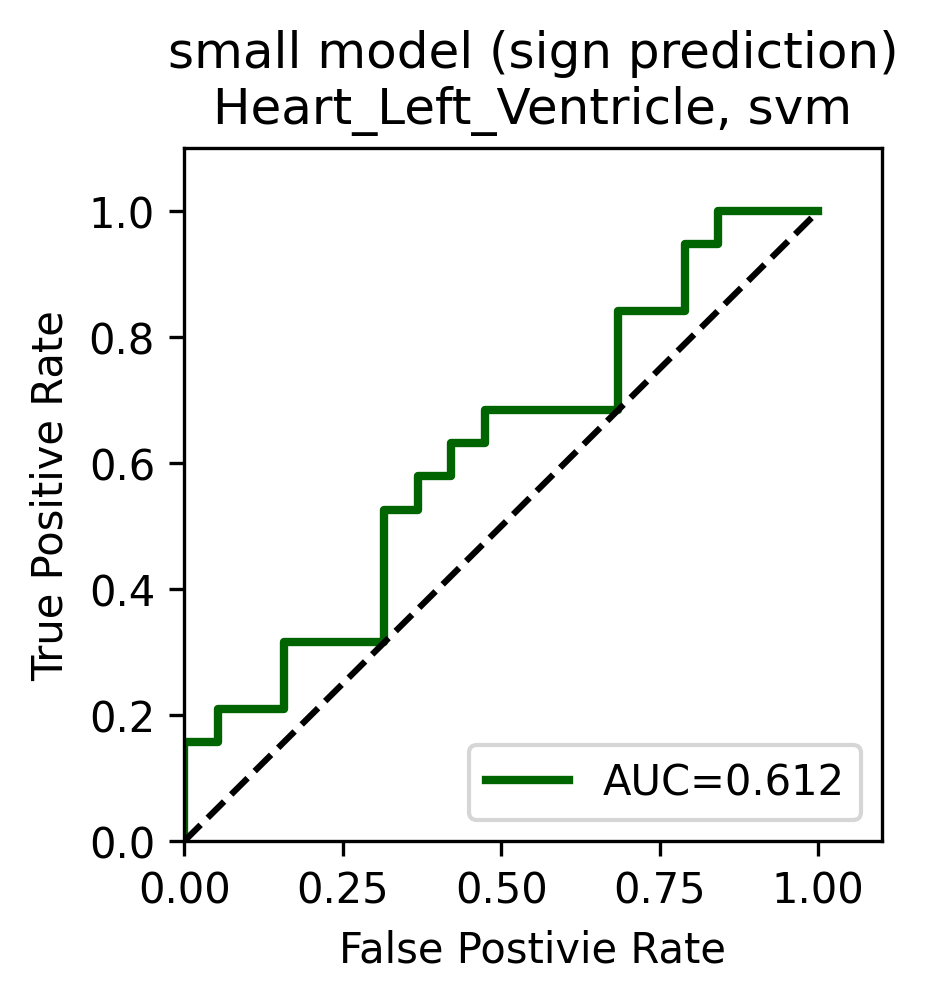 small model (sign prediction)
Heart_Left_Ventricle, svm
1.0
0.8
0.6
0.4
0.2
0.0
True Positive Rate
AUC=0.612
0.00 0.25 0.50 0.75 1.00
False Postivie Rate